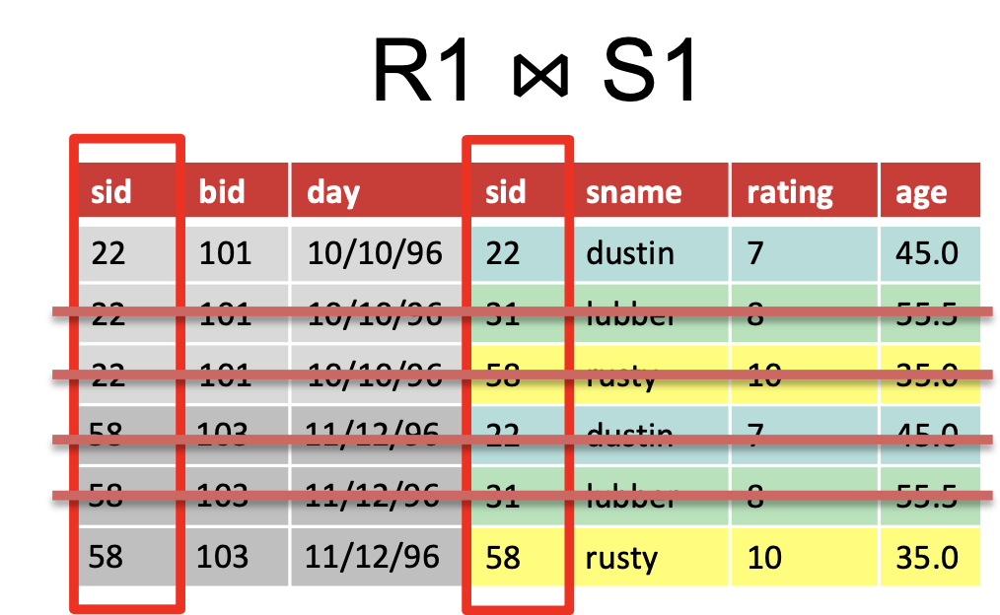 R1 ⋈ S1
sid bid day sid sname rating age
22 101 10/10/96 22 dustin 7 45.0
22 101 10/10/96 31 lubber 8 55.5
22 101 10/10/96 58 rusty 10 35.0
58 103 11/12/96 22 dustin 7 45.0
58 103 11/12/96 31 lubber 8 55.5
58 103 11/12/96 58 rusty 10 35.0